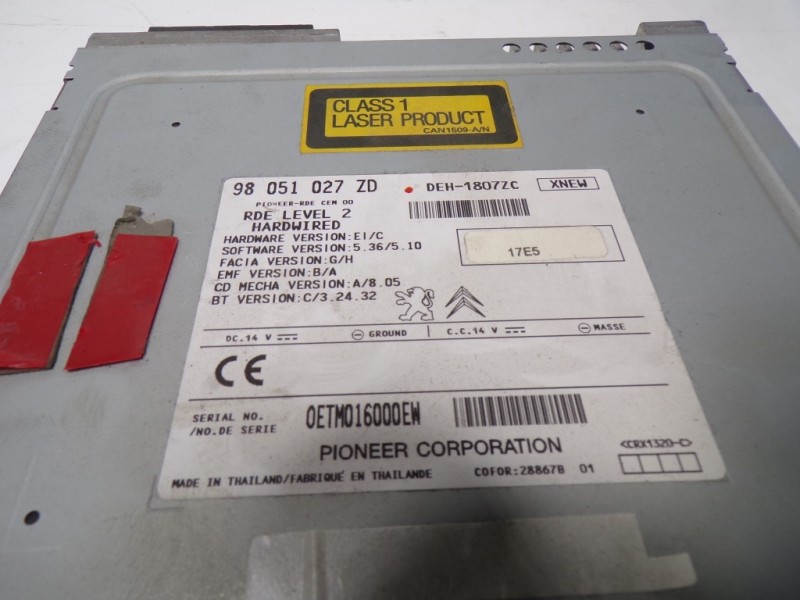 CLASS 1
LASER PRODUCT
CAN1509-A/N
98 051 027 ZD
DEH-1807ZC
XNEW
PIONEER-RDE CEM 00
RDE LEVEL 2
HARDWIRED
HARDWARE VERSION:EI/C
SOFTWARE VERSION:5.36/5.10
FACIA VERSION:G/H
EMF VERSION:B/A
CD MECHA VERSION:A/8.05
BT VERSION:C/3.24.32
17E5
DC.14 V
GROUND
C.C.14 V
MASSE
CE
SERIAL NO.
/NO.DE SERIE
OETM016000EW
PIONEER CORPORATION
<CRX1320-C>
MADE IN THAILAND/FABRIQUÉ EN THAILANDE
COFOR:28867B 01